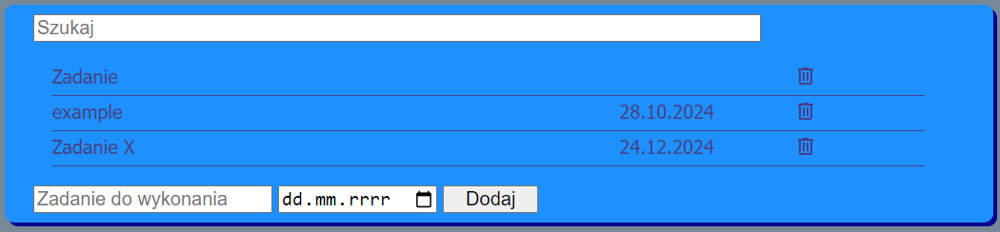 Szukaj
Zadanie
example 28.10.2024
Zadanie X 24.12.2024
Zadanie do wykonania dd.mm.rrrr Dodaj